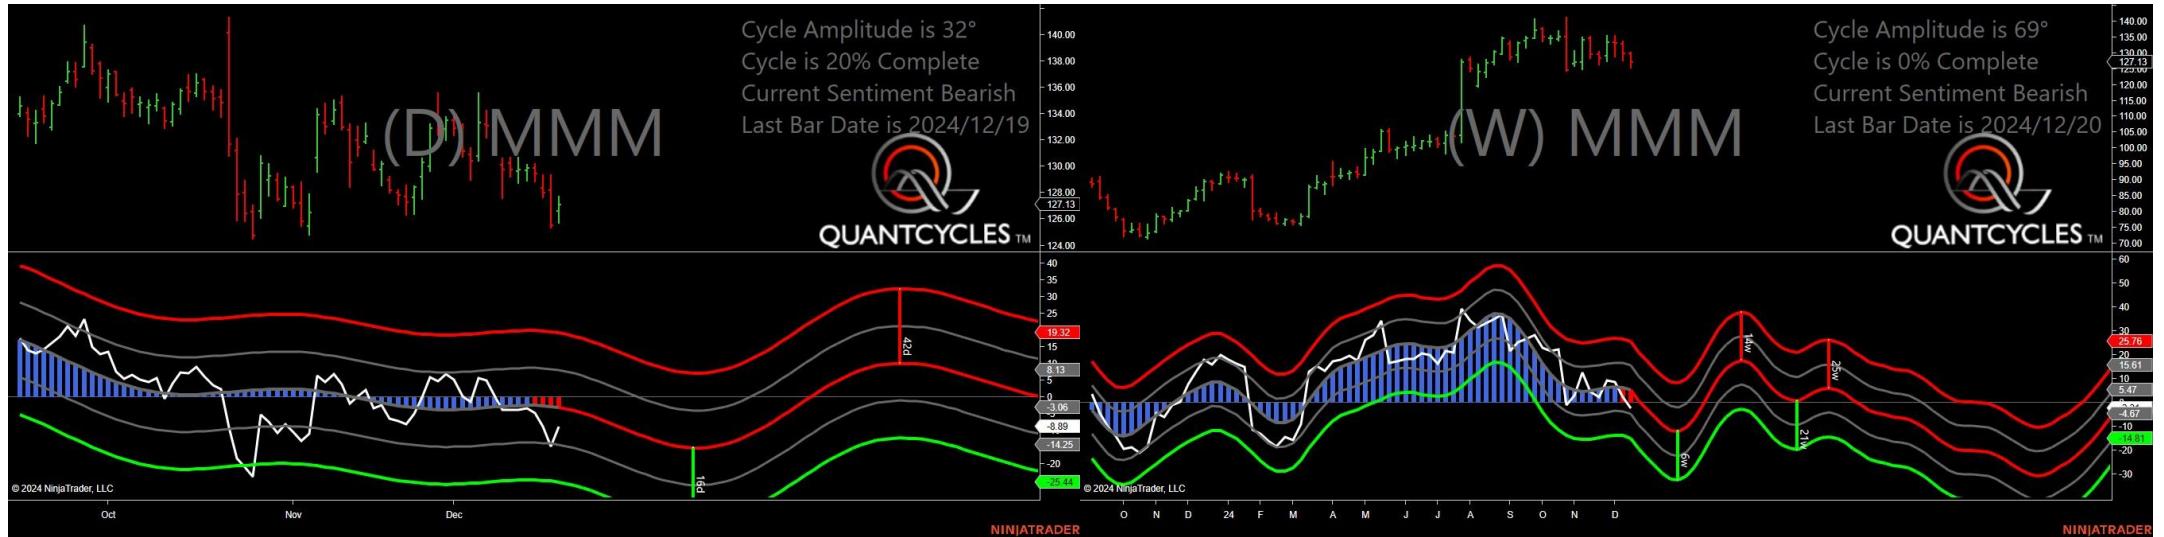 Cycle Amplitude is 32°
Cycle is 20% Complete
Current Sentiment Bearish
Last Bar Date is 2024/12/19
(D) MMM
QUANTCYCLES TM
140.00
138.00
136.00
134.00
132.00
130.00
128.00
127.13
126.00
124.00
40
35
30
25
19.32
15
10
8.13
5
0
-3.06
-8.89
-14.25
-20
-25.44
42d
16d
© 2024 NinjaTrader, LLC
Oct Nov Dec
NINJATRADER
Cycle Amplitude is 69°
Cycle is 0% Complete
Current Sentiment Bearish
Last Bar Date is 2024/12/20
(W) MMM
QUANTCYCLES TM
140.00
135.00
130.00
127.13
125.00
120.00
115.00
110.00
105.00
100.00
95.00
90.00
85.00
80.00
75.00
70.00
60
50
40
30
25.76
20
15.61
10
5.47
-4.67
-10
-14.81
-20
-30
14w
25w
6w
21w
© 2024 NinjaTrader, LLC
O N D 24 F M A M J J A S O N D
NINJATRADER